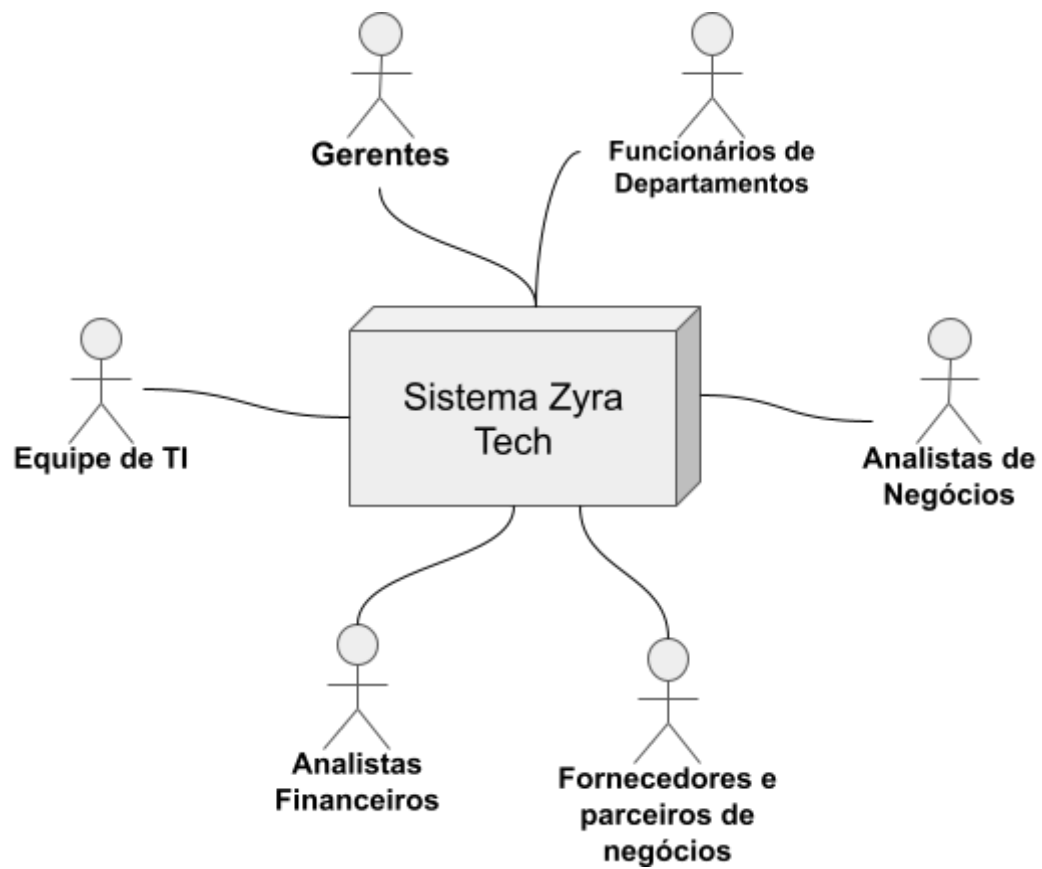 Gerentes
Funcionários de
Departamentos
Sistema Zyra
Tech
Equipe de TI
Analistas de
Negócios
Analistas
Financeiros
Fornecedores e
parceiros de
negócios